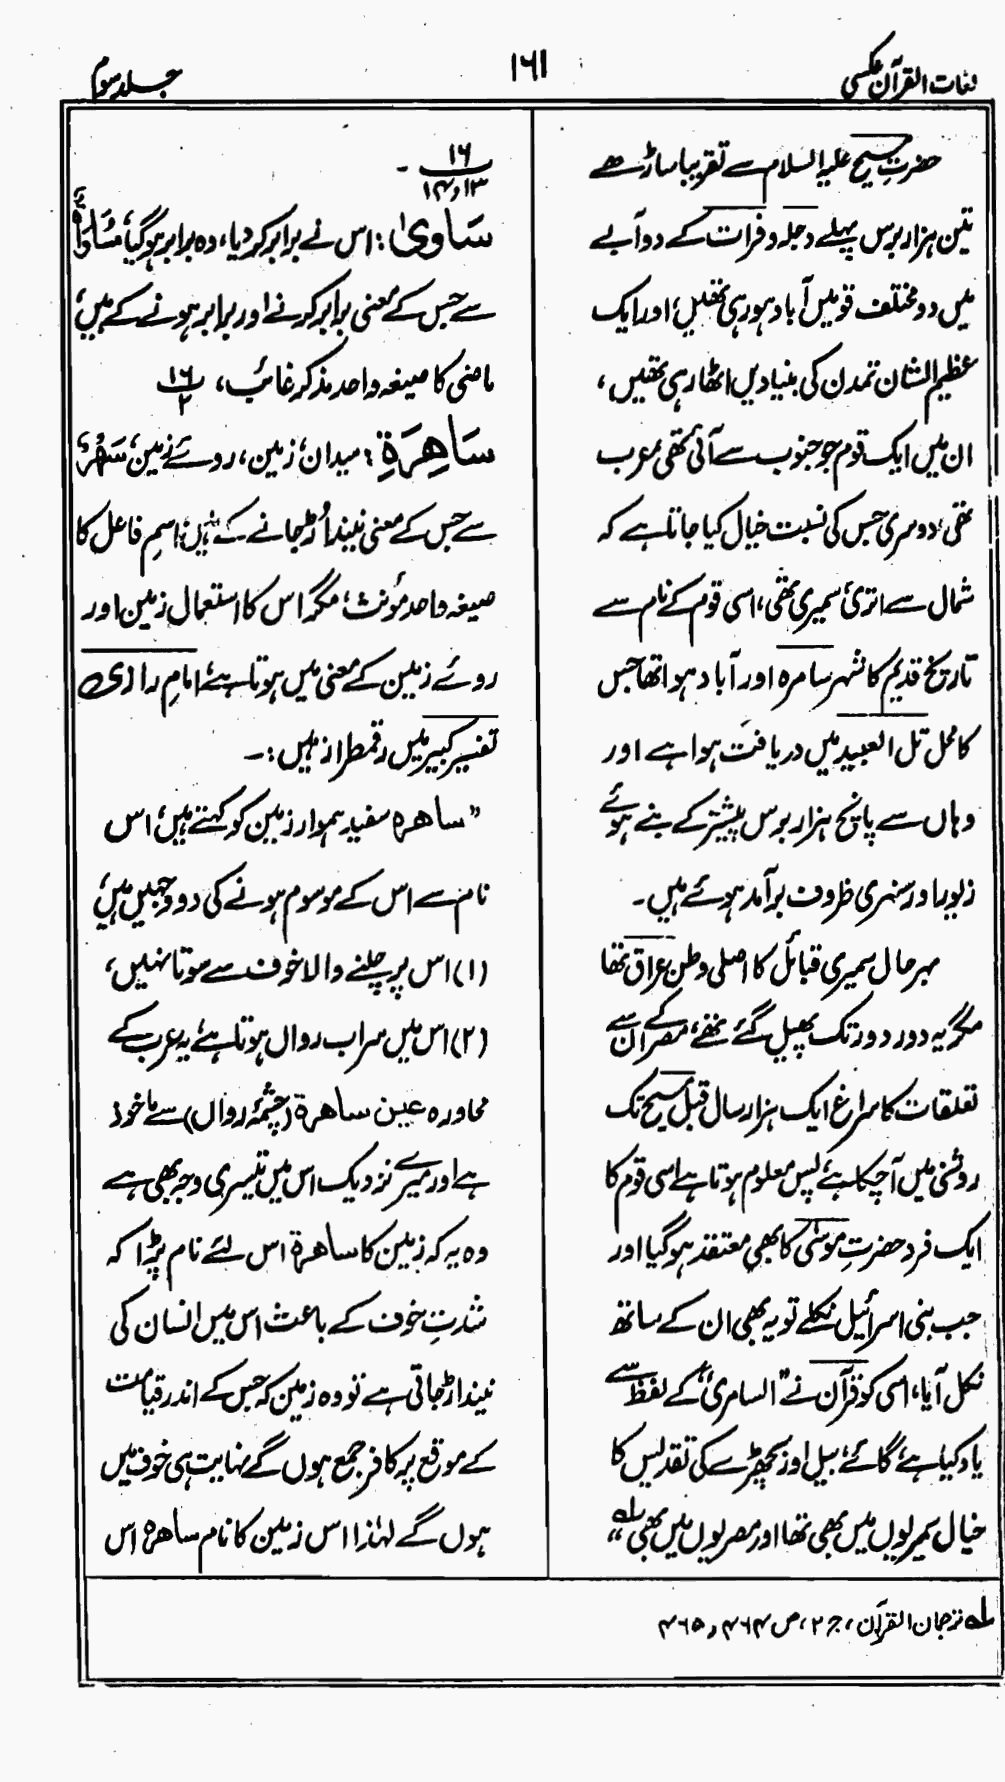 لغات القرآن عکسی
۱۶۱
جلد سوم
حضرت مسیح علیہ السلام سے تقریبا ساڑھے
تین ہزار برس پہلے دجلہ و فرات کے دوآبے
میں دو مختلف قومیں آباد ہو رہی تھیں، اور ایک
عظیم الشان تمدن کی بنیادیں اٹھا رہی تھیں،
ان میں ایک قوم جو جنوب سے آئی تھی عرب
تھی، دوسری جس کی نسبت خیال کیا جاتا ہے کہ
شمال سے اتری سمیری تھی، اسی قوم کے نام سے
تاریخ قدیم کا شہر سامرہ اور آباد ہوا تھا جس
کا محل تل العبید میں دریافت ہوا ہے اور
وہاں سے پانچ ہزار برس پیشتر کے بنے ہوئے
زیور اور سنہری ظروف برآمد ہوئے ہیں۔
بہر حال سمیری قبائل کا اصلی وطن عراق تھا
مگر یہ دور دور تک پھیل گئے تھے، مصر کے ان سے
تعلقات کا سراغ ایک ہزار سال قبل مسیح تک
روشنی میں آچکا ہے، پس معلوم ہوتا ہے اسی قوم کا
ایک فرد حضرت موسیٰ کا بھی معتقد ہو گیا اور
جب بنی اسرائیل نکلے تو یہ بھی ان کے ساتھ
نکل آیا، اسی کو قرآن نے "السامری" کے لفظ سے
یاد کیا ہے، گائے، بیل اور بچھڑے کی تقدیس کا
خیال سمیریوں میں بھی تھا اور مصریوں میں بھی" لہ
۱۶
۱۳ و ۱۴ ۔
سَاوىٰ: اس نے برابر کر دیا، وہ برابر ہو گیا، مُسَاوَاۃٌ
سے جس کے معنی برابر کرنے اور برابر ہونے کے ہیں،
ماضی کا صیغہ واحد مذکر غائب، ۱۶
۲
سَاهِرَةِ: میدان، زمین، روئے زمین، سَهَرٌ
سے جس کے معنی نیند اُڑ جانے کے ہیں، اسم فاعل کا
صیغہ واحد مؤنث، مگر اس کا استعمال زمین اور
روئے زمین کے معنی میں ہوتا ہے، امامِ رازی
تفسیر کبیر میں رقمطراز ہیں :۔
"ساھرہ سفید ہموار زمین کو کہتے ہیں، اس
نام سے اس کے موسوم ہونے کی دو وجہیں ہیں،
(۱) اس پر چلنے والا خوف سے سوتا نہیں،
(۲) اس میں سراب رواں ہوتا ہے، یہ عرب کے
محاورہ عین ساھرۃ (چشمۂ رواں) سے ماخوذ
ہے اور میرے نزدیک اس میں تیسری وجہ بھی ہے
وہ یہ کہ زمین کا ساھرۃ اس لئے نام پڑا کہ
شدتِ خوف کے باعث اس میں انسان کی
نیند اڑ جاتی ہے تو وہ زمین کہ جس کے اندر قیامت
کے موقع پر کافر جمع ہوں گے نہایت ہی خوف میں
ہوں گے لہٰذا اس زمین کا نام ساھرہ اس
لہ ترجمان القرآن، ج ۲، ص ۴۶۴ و ۴۶۵